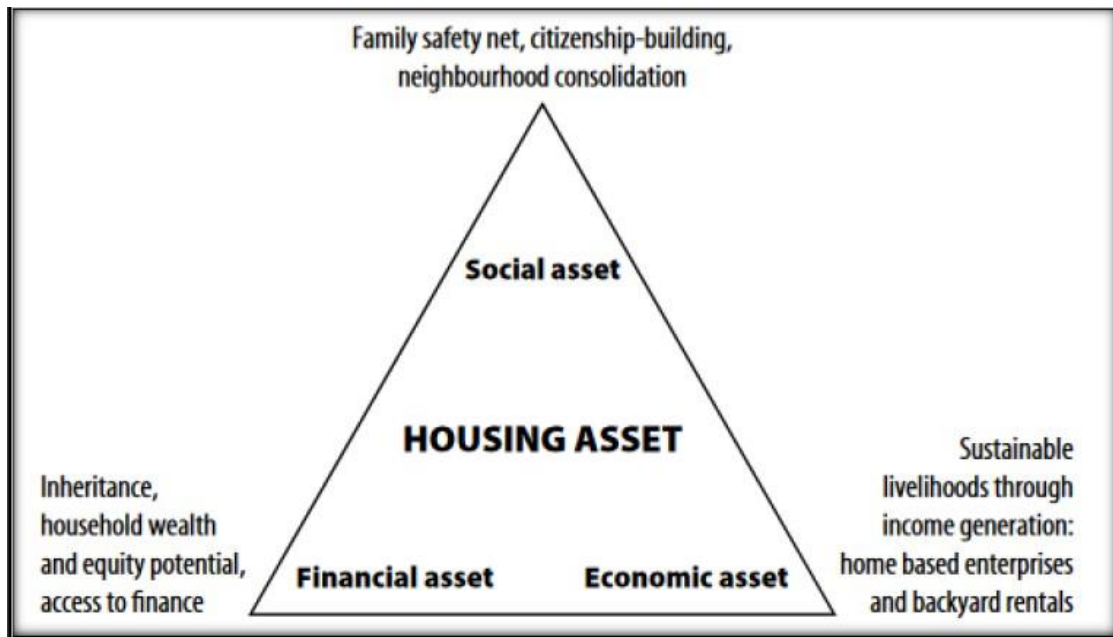 Family safety net, citizenship-building,
neighbourhood consolidation
Social asset
HOUSING ASSET
Inheritance,
household wealth
and equity potential,
access to finance
Financial asset
Economic asset
Sustainable
livelihoods through
income generation:
home based enterprises
and backyard rentals